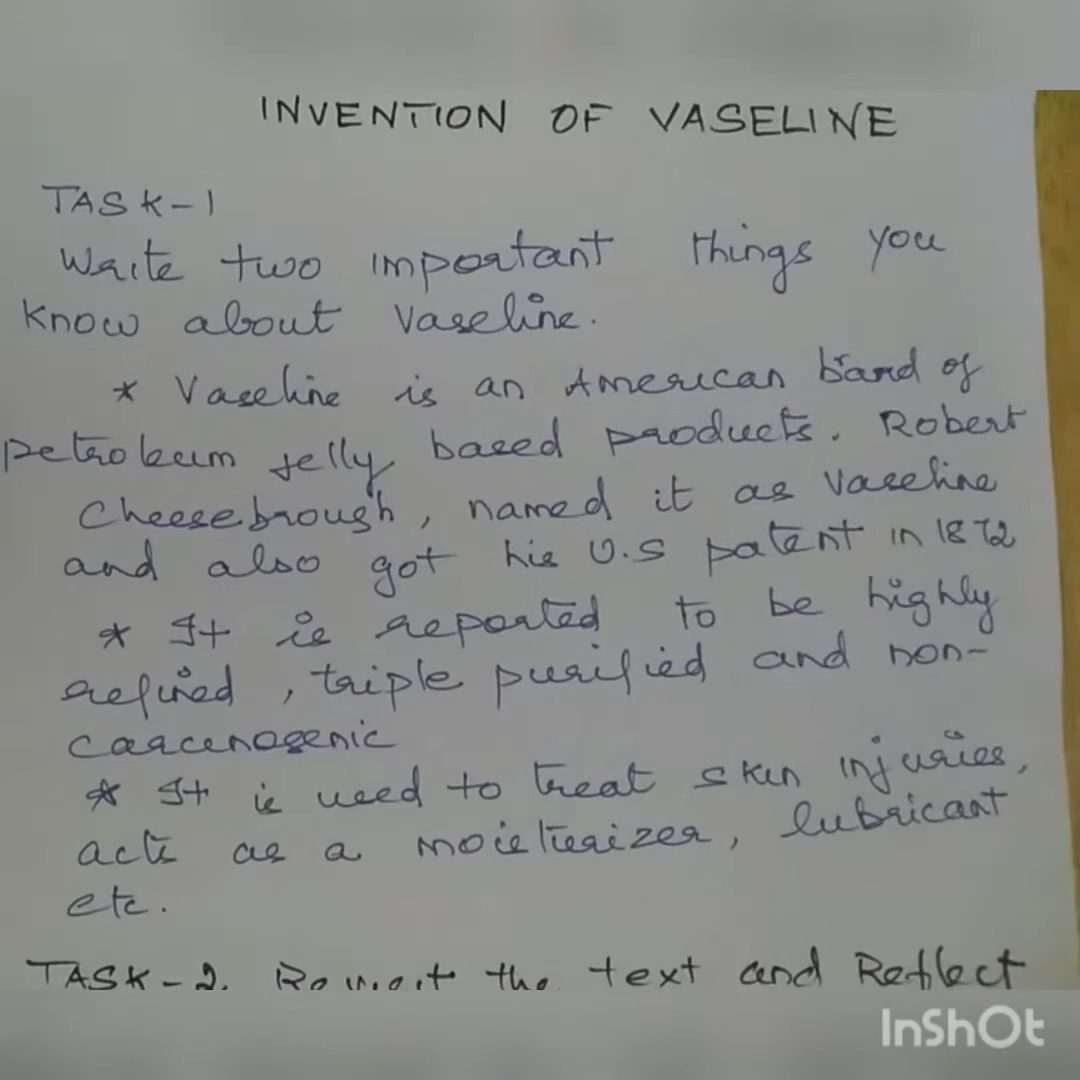 INVENTION OF VASELINE
TASK-1
Write two important things you
know about Vaseline.
* Vaseline is an American brand of
petroleum jelly based products. Robert
Cheesebrough, named it as Vaseline
and also got his U.S patent in 1872
* It is reported to be highly
refined, triple purified and non-
carcenogenic
* It is used to treat skin injuries,
acts as a moisturizer, lubricant
etc.
TASK-2. Revisit the text and Reflect
InShOt